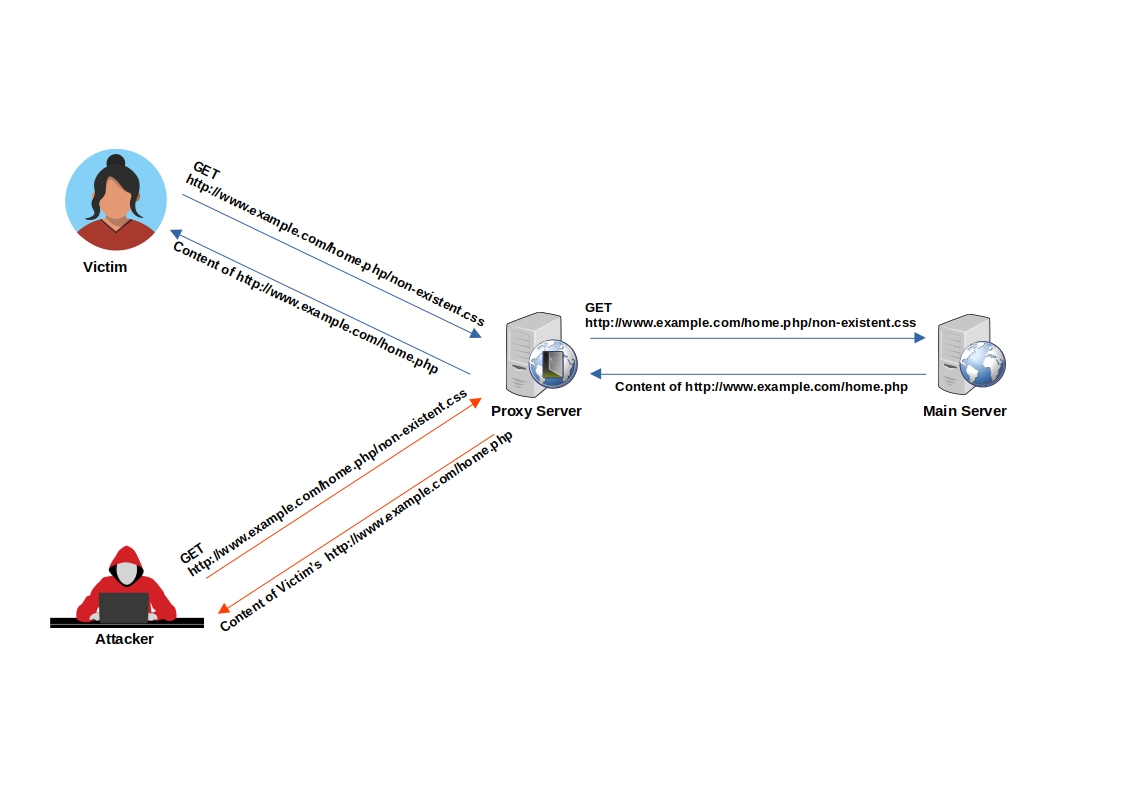 GET
http://www.example.com/home.php/non-existent.css
Content of http://www.example.com/home.php
Victim
GET
http://www.example.com/home.php/non-existent.css
Content of http://www.example.com/home.php
Proxy Server
Main Server
GET
http://www.example.com/home.php/non-existent.css
Content of Victim's http://www.example.com/home.php
Attacker